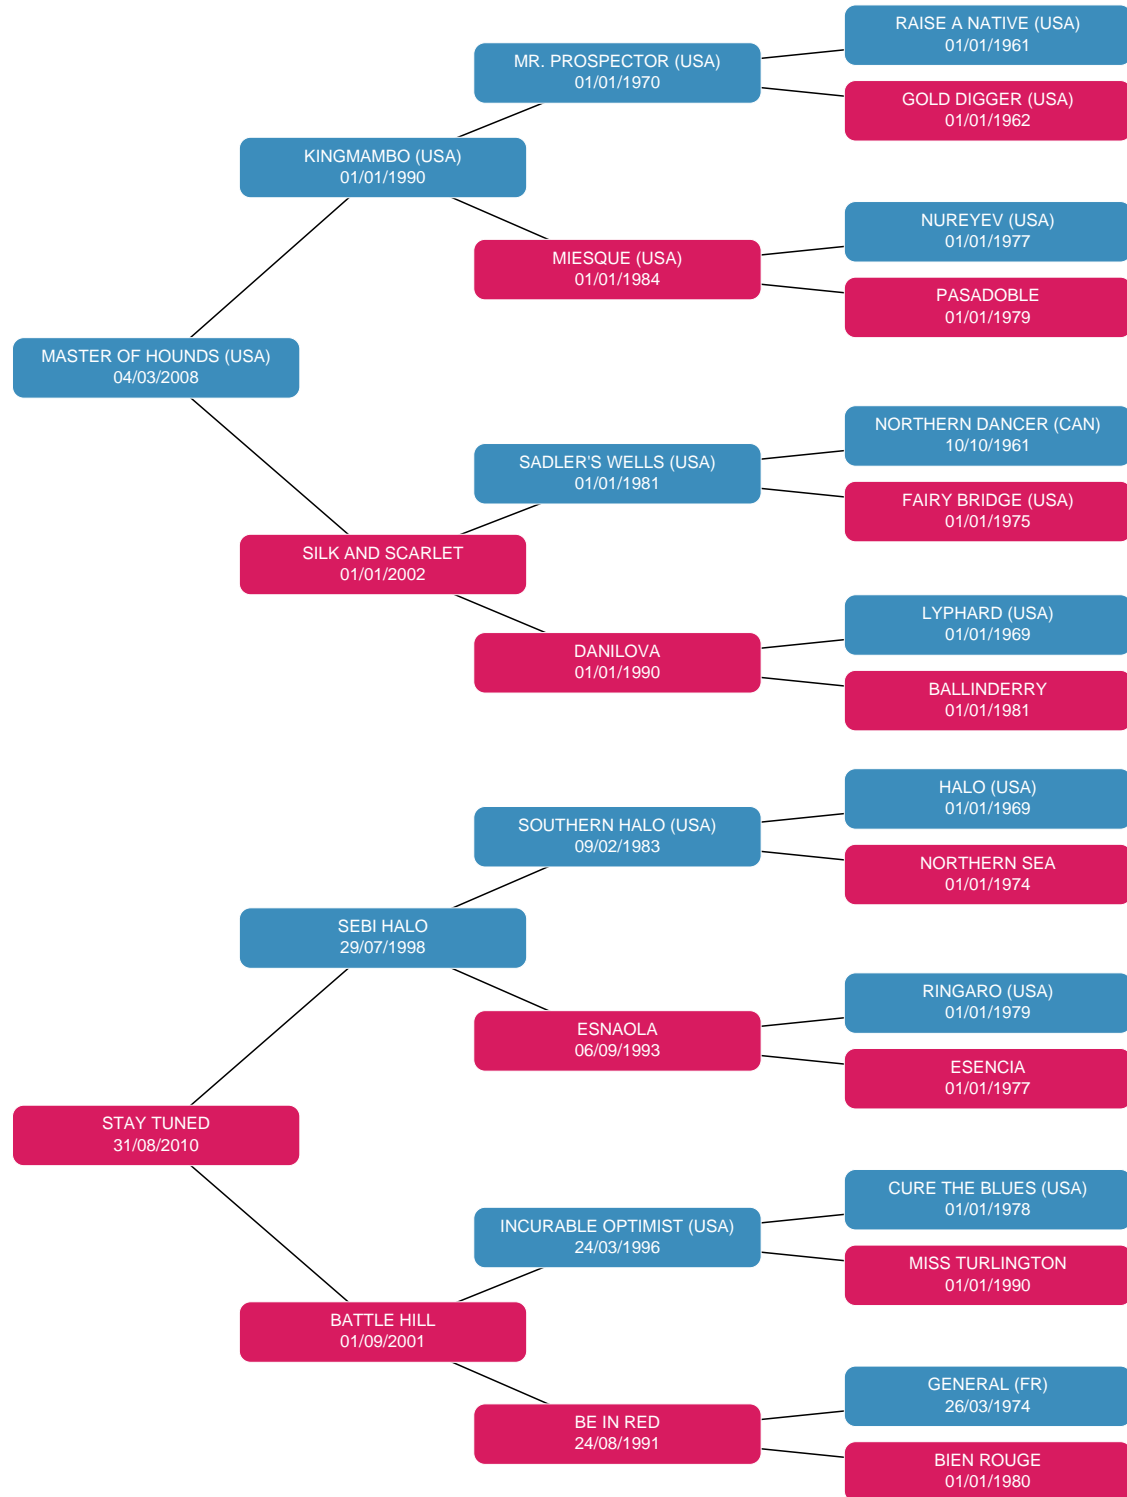 RAISE A NATIVE (USA)
01/01/1961
MR. PROSPECTOR (USA)
01/01/1970
GOLD DIGGER (USA)
01/01/1962
KINGMAMBO (USA)
01/01/1990
NUREYEV (USA)
01/01/1977
MIESQUE (USA)
01/01/1984
PASADOBLE
01/01/1979
MASTER OF HOUNDS (USA)
04/03/2008
NORTHERN DANCER (CAN)
10/10/1961
SADLER'S WELLS (USA)
01/01/1981
FAIRY BRIDGE (USA)
01/01/1975
SILK AND SCARLET
01/01/2002
LYPHARD (USA)
01/01/1969
DANILOVA
01/01/1990
BALLINDERRY
01/01/1981
HALO (USA)
01/01/1969
SOUTHERN HALO (USA)
09/02/1983
NORTHERN SEA
01/01/1974
SEBI HALO
29/07/1998
RINGARO (USA)
01/01/1979
ESNAOLA
06/09/1993
ESENCIA
01/01/1977
STAY TUNED
31/08/2010
CURE THE BLUES (USA)
01/01/1978
INCURABLE OPTIMIST (USA)
24/03/1996
MISS TURLINGTON
01/01/1990
BATTLE HILL
01/09/2001
GENERAL (FR)
26/03/1974
BE IN RED
24/08/1991
BIEN ROUGE
01/01/1980